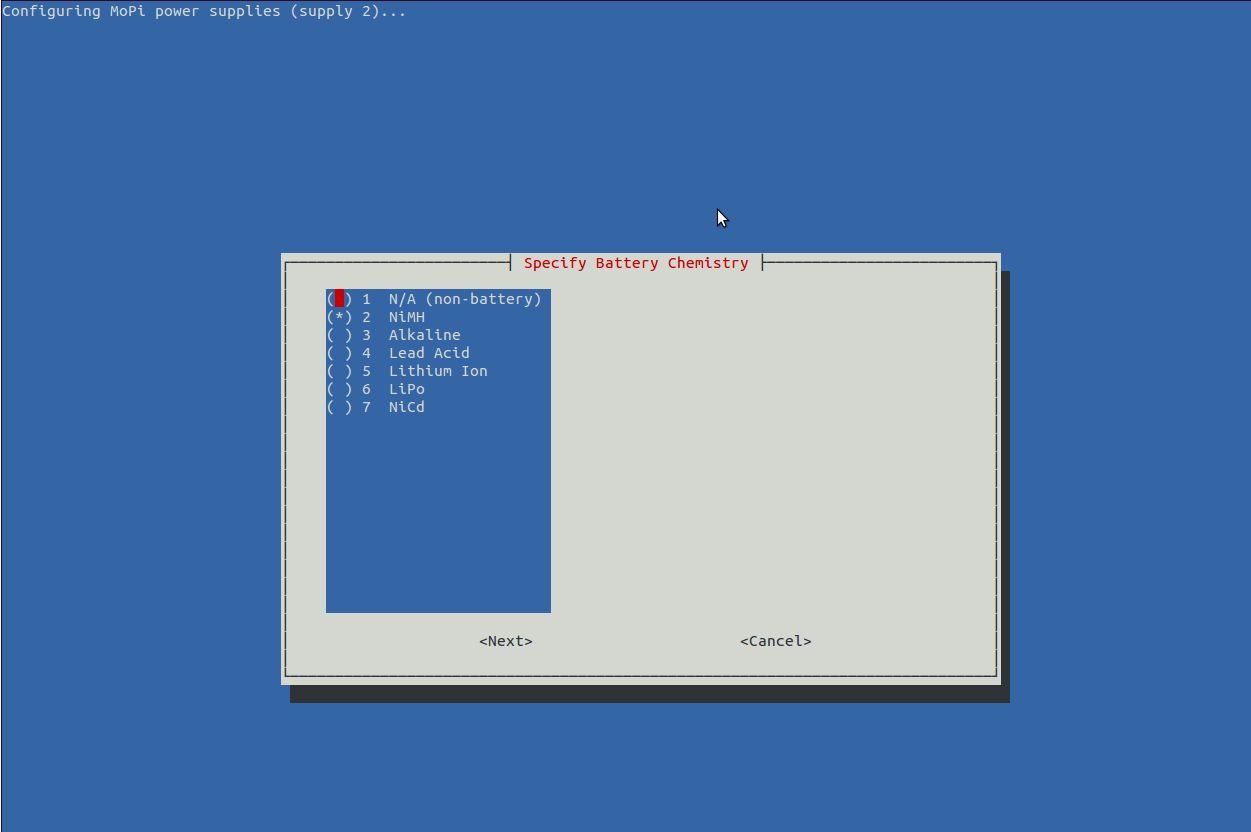 Configuring MoPi power supplies (supply 2)...
Specify Battery Chemistry
( ) 1 N/A (non-battery)
(*) 2 NiMH
( ) 3 Alkaline
( ) 4 Lead Acid
( ) 5 Lithium Ion
( ) 6 LiPo
( ) 7 NiCd
<Next> <Cancel>